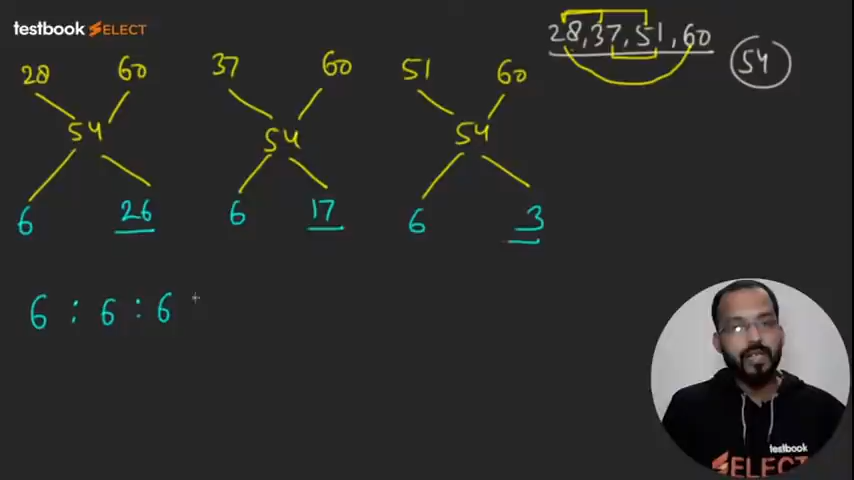 testbook SELECT
28, 37, 51, 60
54
28 60 37 60 51 60
54 54 54
6 26 6 17 6 3
6 : 6 : 6
testbook
SELECT